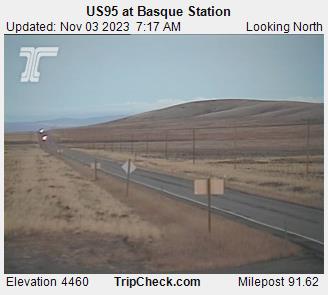 US95 at Basque Station
Updated: Nov 03 2023 7:17 AM Looking North
Elevation 4460 TripCheck.com Milepost 91.62